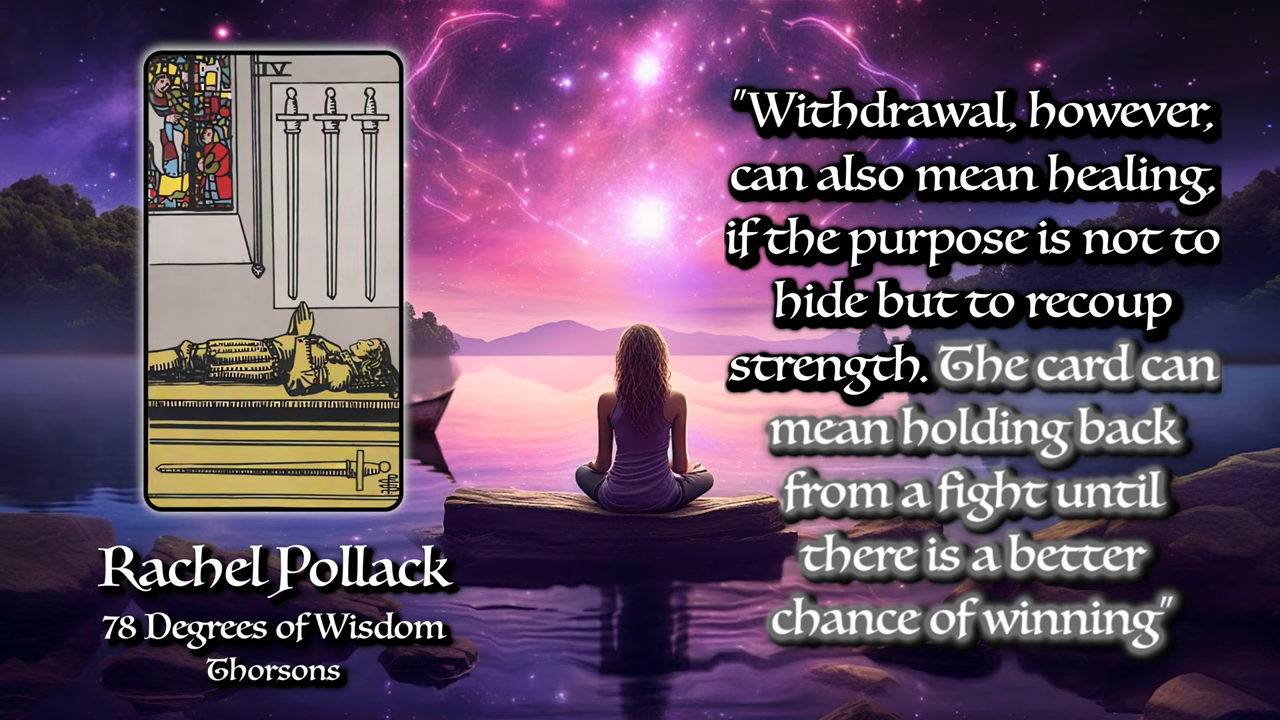 IV
"Withdrawal, however,
can also mean healing,
if the purpose is not to
hide but to recoup
strength. The card can
mean holding back
from a fight until
there is a better
chance of winning"
Rachel Pollack
78 Degrees of Wisdom
Thorsons